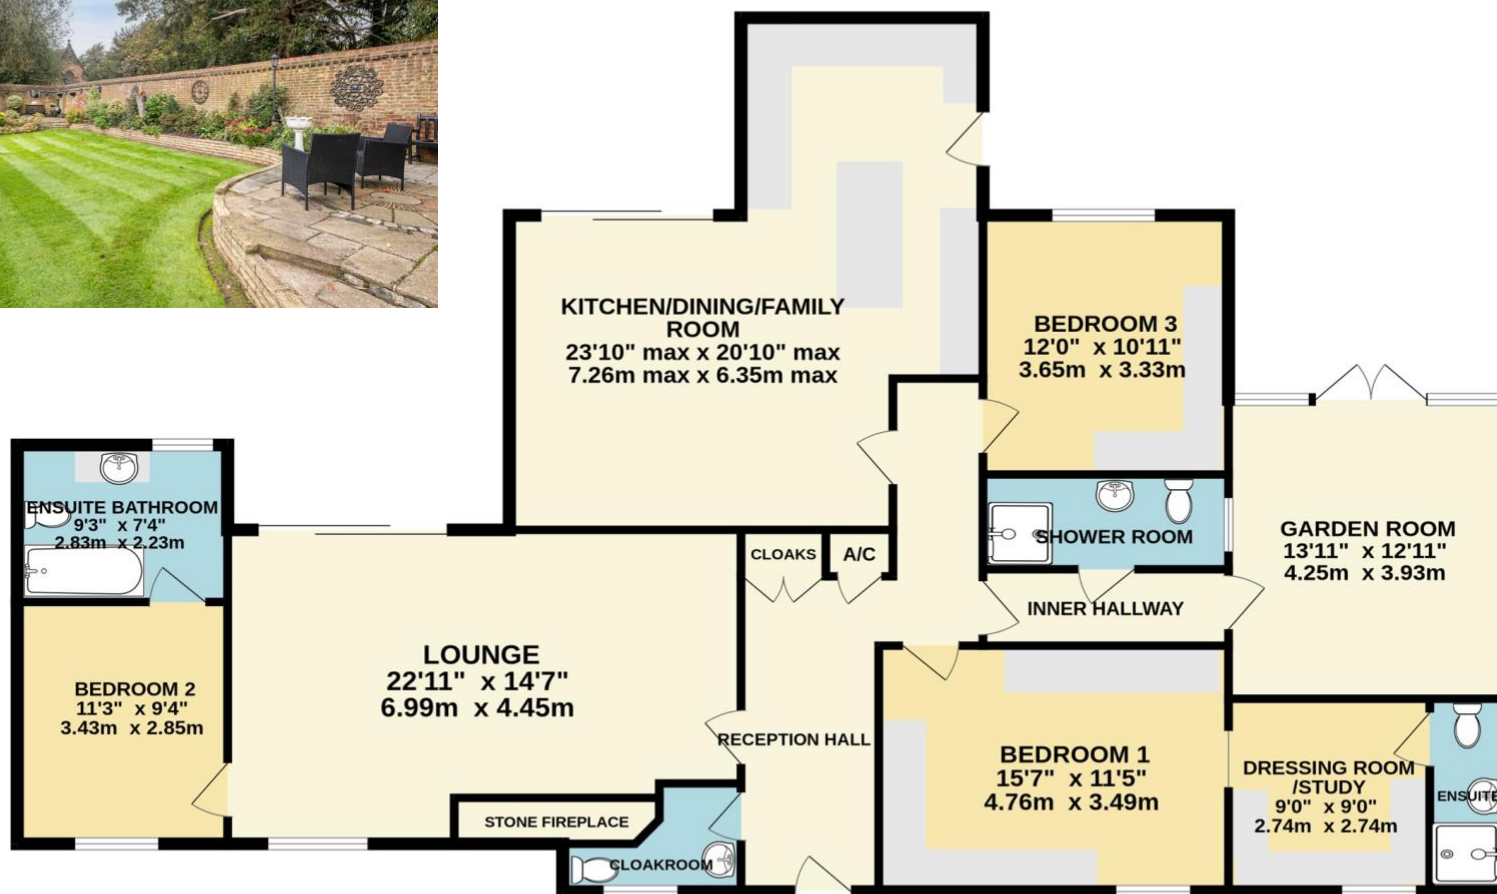 KITCHEN/DINING/FAMILY
ROOM
23'10" max x 20'10" max
7.26m max x 6.35m max
BEDROOM 3
12'0" x 10'11"
3.65m x 3.33m
ENSUITE BATHROOM
9'3" x 7'4"
2.83m x 2.23m
SHOWER ROOM
GARDEN ROOM
13'11" x 12'11"
4.25m x 3.93m
CLOAKS
A/C
INNER HALLWAY
LOUNGE
22'11" x 14'7"
6.99m x 4.45m
BEDROOM 2
11'3" x 9'4"
3.43m x 2.85m
RECEPTION HALL
BEDROOM 1
15'7" x 11'5"
4.76m x 3.49m
DRESSING ROOM
/STUDY
9'0" x 9'0"
2.74m x 2.74m
ENSUITE
STONE FIREPLACE
CLOAKROOM